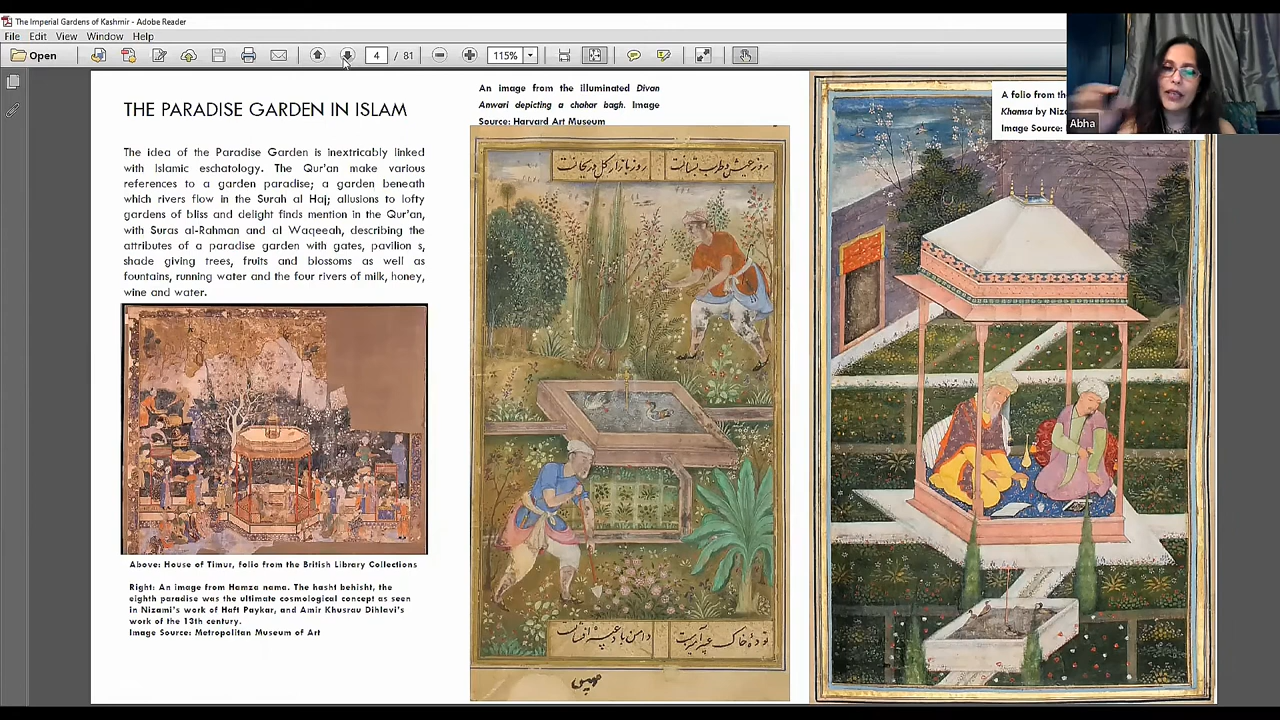 The Imperial Gardens of Kashmir - Adobe Reader
File Edit View Window Help
Open
4 / 81
115%
THE PARADISE GARDEN IN ISLAM
The idea of the Paradise Garden is inextricably linked
with Islamic eschatology. The Qur'an make various
references to a garden paradise; a garden beneath
which rivers flow in the Surah al Haj; allusions to lofty
gardens of bliss and delight finds mention in the Qur'an,
with Suras al-Rahman and al Waqeeah, describing the
attributes of a paradise garden with gates, pavilion s,
shade giving trees, fruits and blossoms as well as
fountains, running water and the four rivers of milk, honey,
wine and water.
Above: House of Timur, folio from the British Library Collections
Right: An image from Hamza nama. The hasht behisht, the
eighth paradise was the ultimate cosmological concept as seen
in Nizami's work of Haft Paykar, and Amir Khusrau Dihlavi's
work of the 13th century.
Image Source: Metropolitan Museum of Art
An image from the illuminated Divan
Anwari depicting a chahar bagh. Image
Source: Harvard Art Museum
A folio from the
Khamsa by Niz
Image Source:
Abha